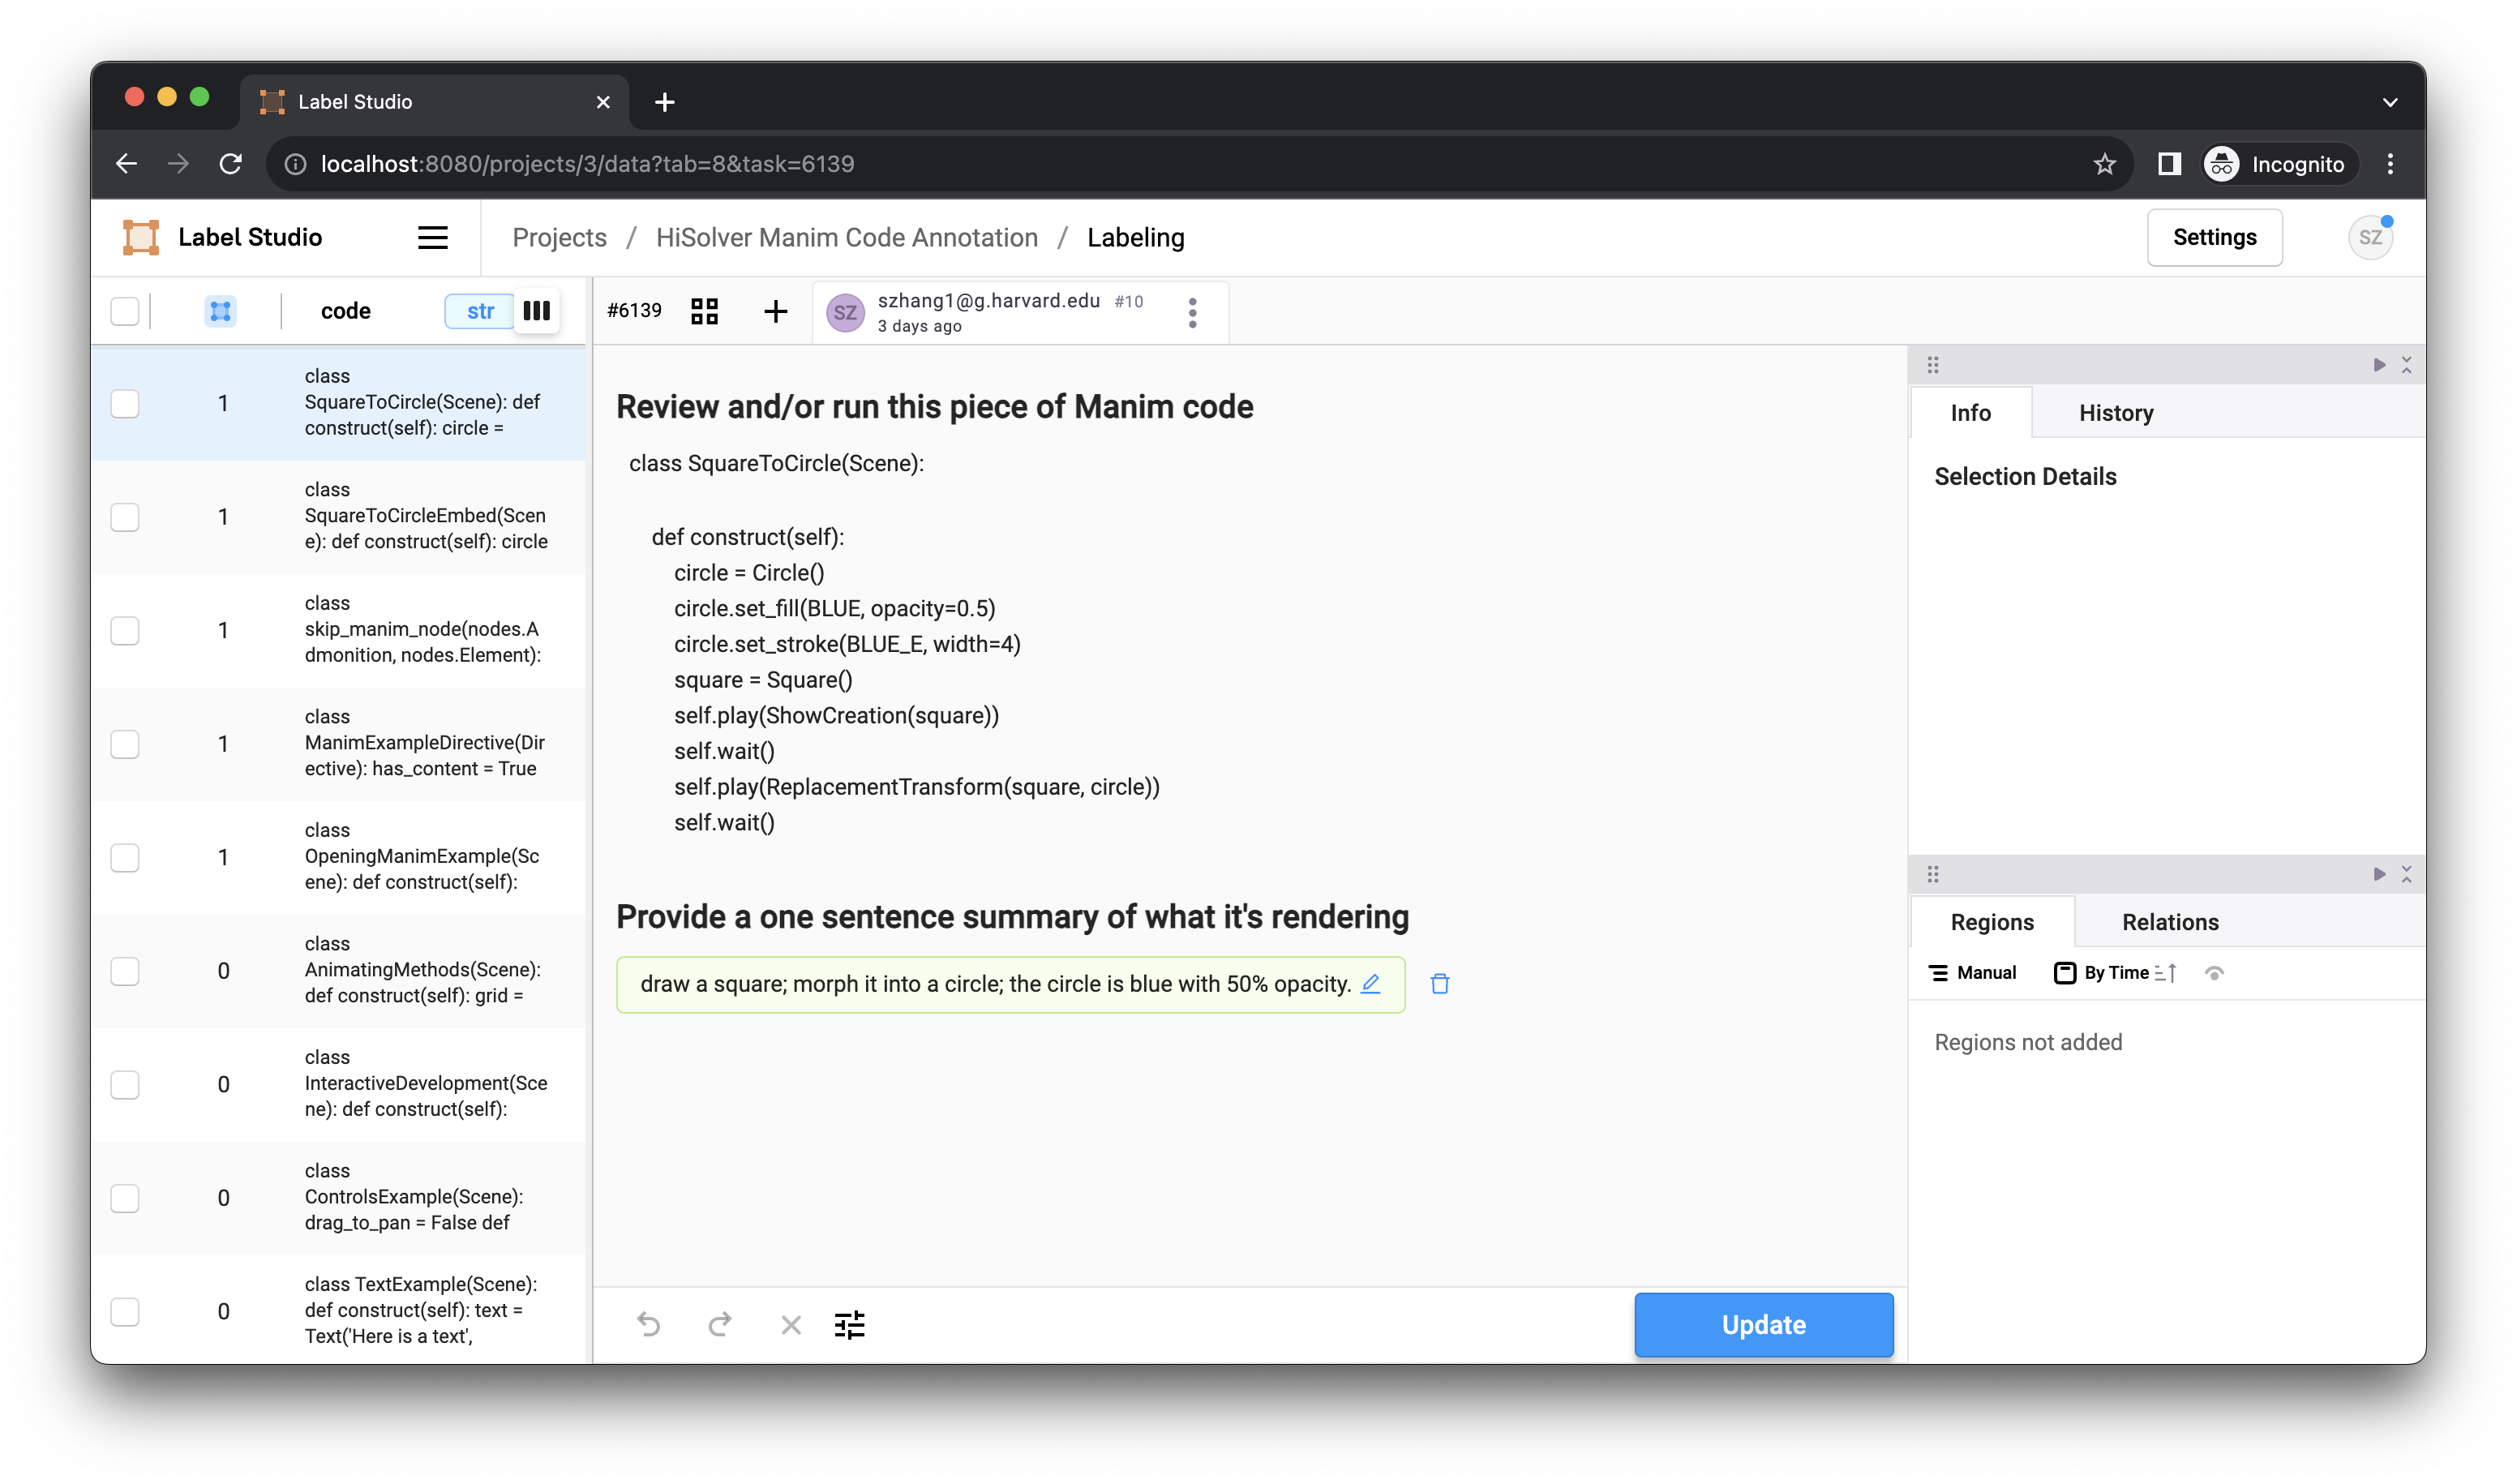 Label Studio
localhost:8080/projects/3/data?tab=8&task=6139
Incognito
Label Studio
Projects / HiSolver Manim Code Annotation / Labeling
Settings
SZ
code
str
#6139
SZ
szhang1@g.harvard.edu #10
3 days ago
1
class
SquareToCircle(Scene): def
construct(self): circle =
1
class
SquareToCircleEmbed(Scen
e): def construct(self): circle
1
class
skip_manim_node(nodes.A
dmonition, nodes.Element):
1
class
ManimExampleDirective(Dir
ective): has_content = True
1
class
OpeningManimExample(Sc
ene): def construct(self):
0
class
AnimatingMethods(Scene):
def construct(self): grid =
0
class
InteractiveDevelopment(Sce
ne): def construct(self):
0
class
ControlsExample(Scene):
drag_to_pan = False def
0
class TextExample(Scene):
def construct(self): text =
Text('Here is a text',
Review and/or run this piece of Manim code
class SquareToCircle(Scene):
def construct(self):
circle = Circle()
circle.set_fill(BLUE, opacity=0.5)
circle.set_stroke(BLUE_E, width=4)
square = Square()
self.play(ShowCreation(square))
self.wait()
self.play(ReplacementTransform(square, circle))
self.wait()
Provide a one sentence summary of what it's rendering
draw a square; morph it into a circle; the circle is blue with 50% opacity.
Update
Info
History
Selection Details
Regions
Relations
Manual
By Time
Regions not added